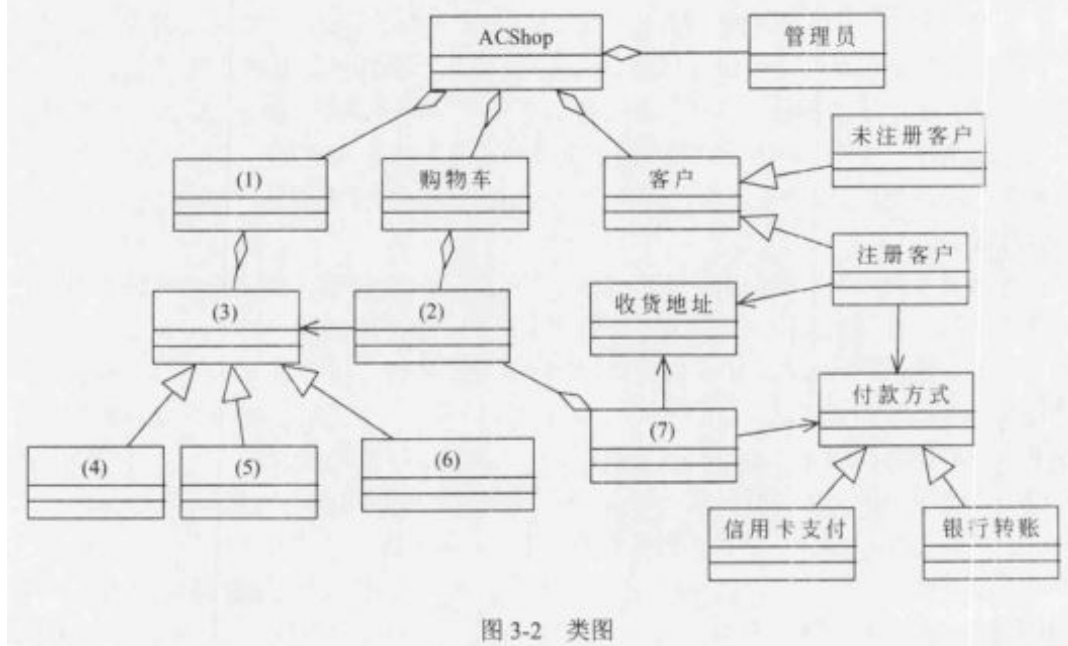 ACShop
管理员
未注册客户
(1)
购物车
客户
注册客户
(3)
(2)
收货地址
付款方式
(7)
(4)
(5)
(6)
信用卡支付
银行转账
图 3-2 类图